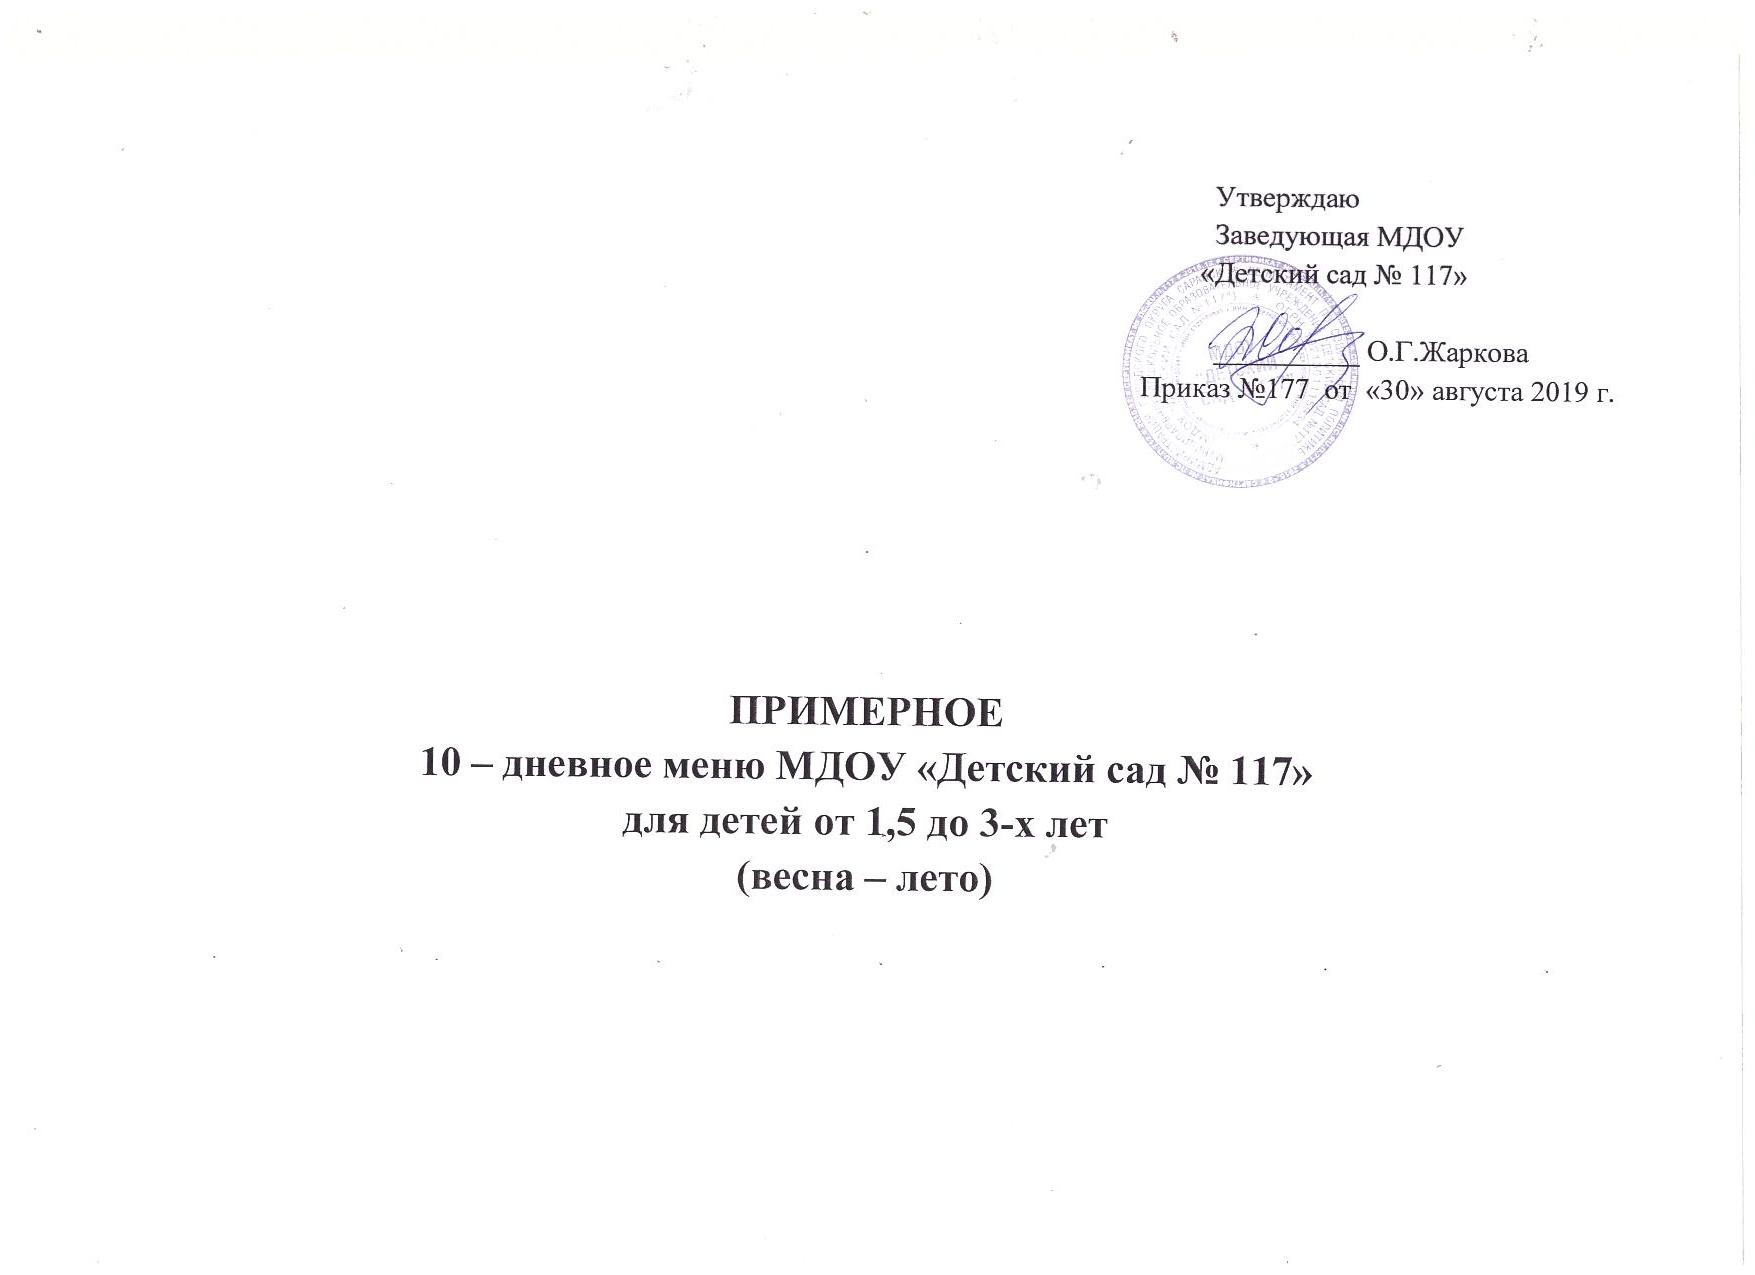 Утверждаю
Заведующая МДОУ
«Детский сад № 117»
О.Г.Жаркова
Приказ №177 от «30» августа 2019 г.
ПРИМЕРНОЕ
10 – дневное меню МДОУ «Детский сад № 117»
для детей от 1,5 до 3-х лет
(весна – лето)